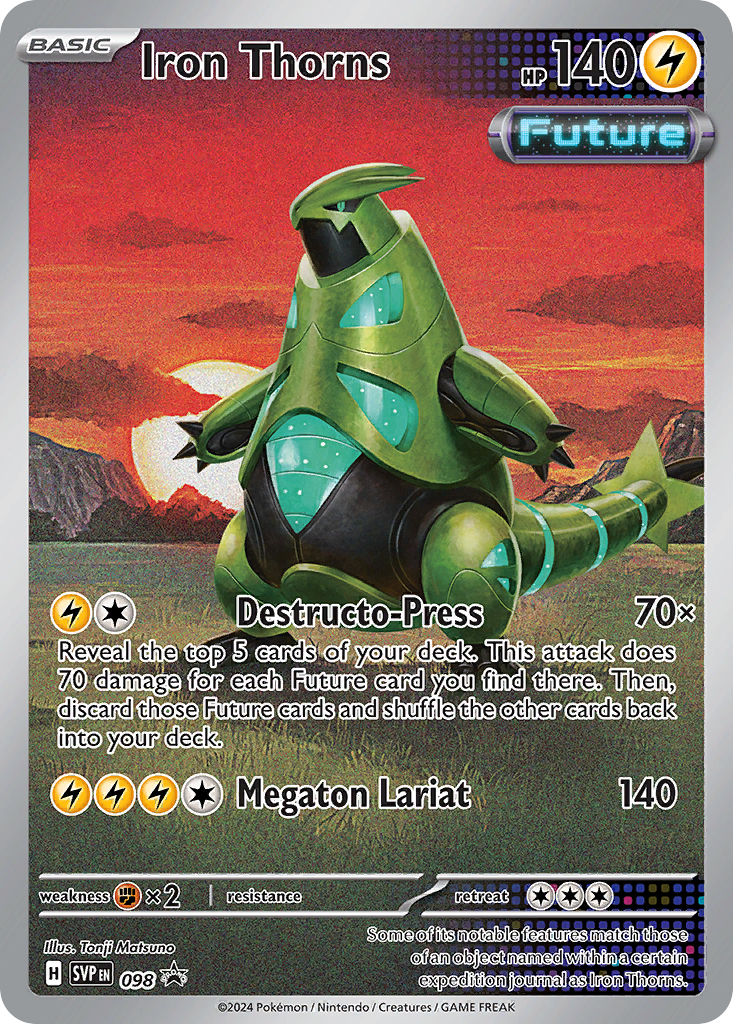 BASIC
Iron Thorns
HP 140
Future
Destructo-Press 70×
Reveal the top 5 cards of your deck. This attack does
70 damage for each Future card you find there. Then,
discard those Future cards and shuffle the other cards back
into your deck.
Megaton Lariat 140
weakness ×2 resistance retreat
Illus. Tonji Matsuno
Some of its notable features match those
of an object named within a certain
expedition journal as Iron Thorns.
H SVP EN 098
©2024 Pokémon / Nintendo / Creatures / GAME FREAK